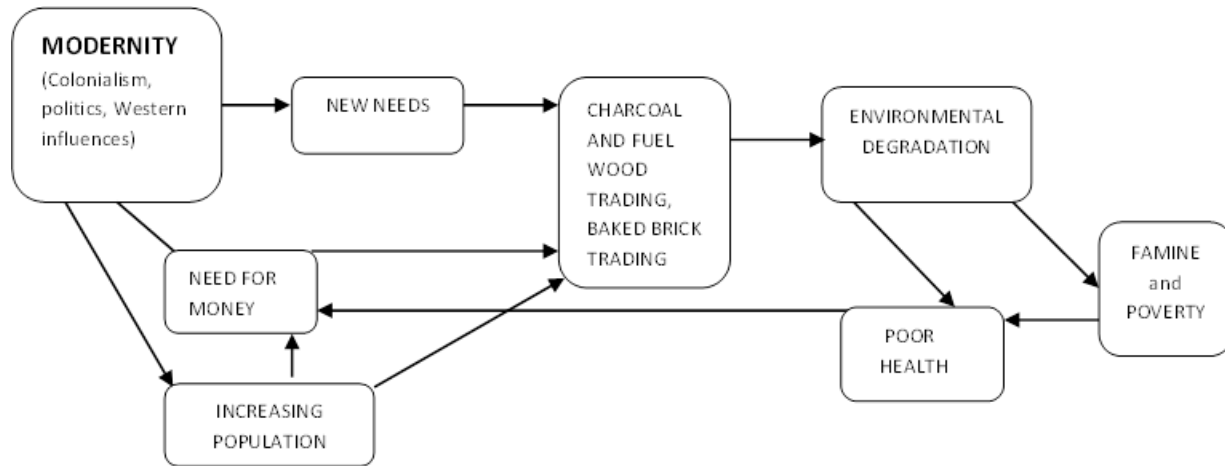 MODERNITY
(Colonialism,
politics, Western
influences)
NEW NEEDS
CHARCOAL
AND FUEL
WOOD
TRADING,
BAKED BRICK
TRADING
ENVIRONMENTAL
DEGRADATION
NEED FOR
MONEY
FAMINE
and
POVERTY
POOR
HEALTH
INCREASING
POPULATION